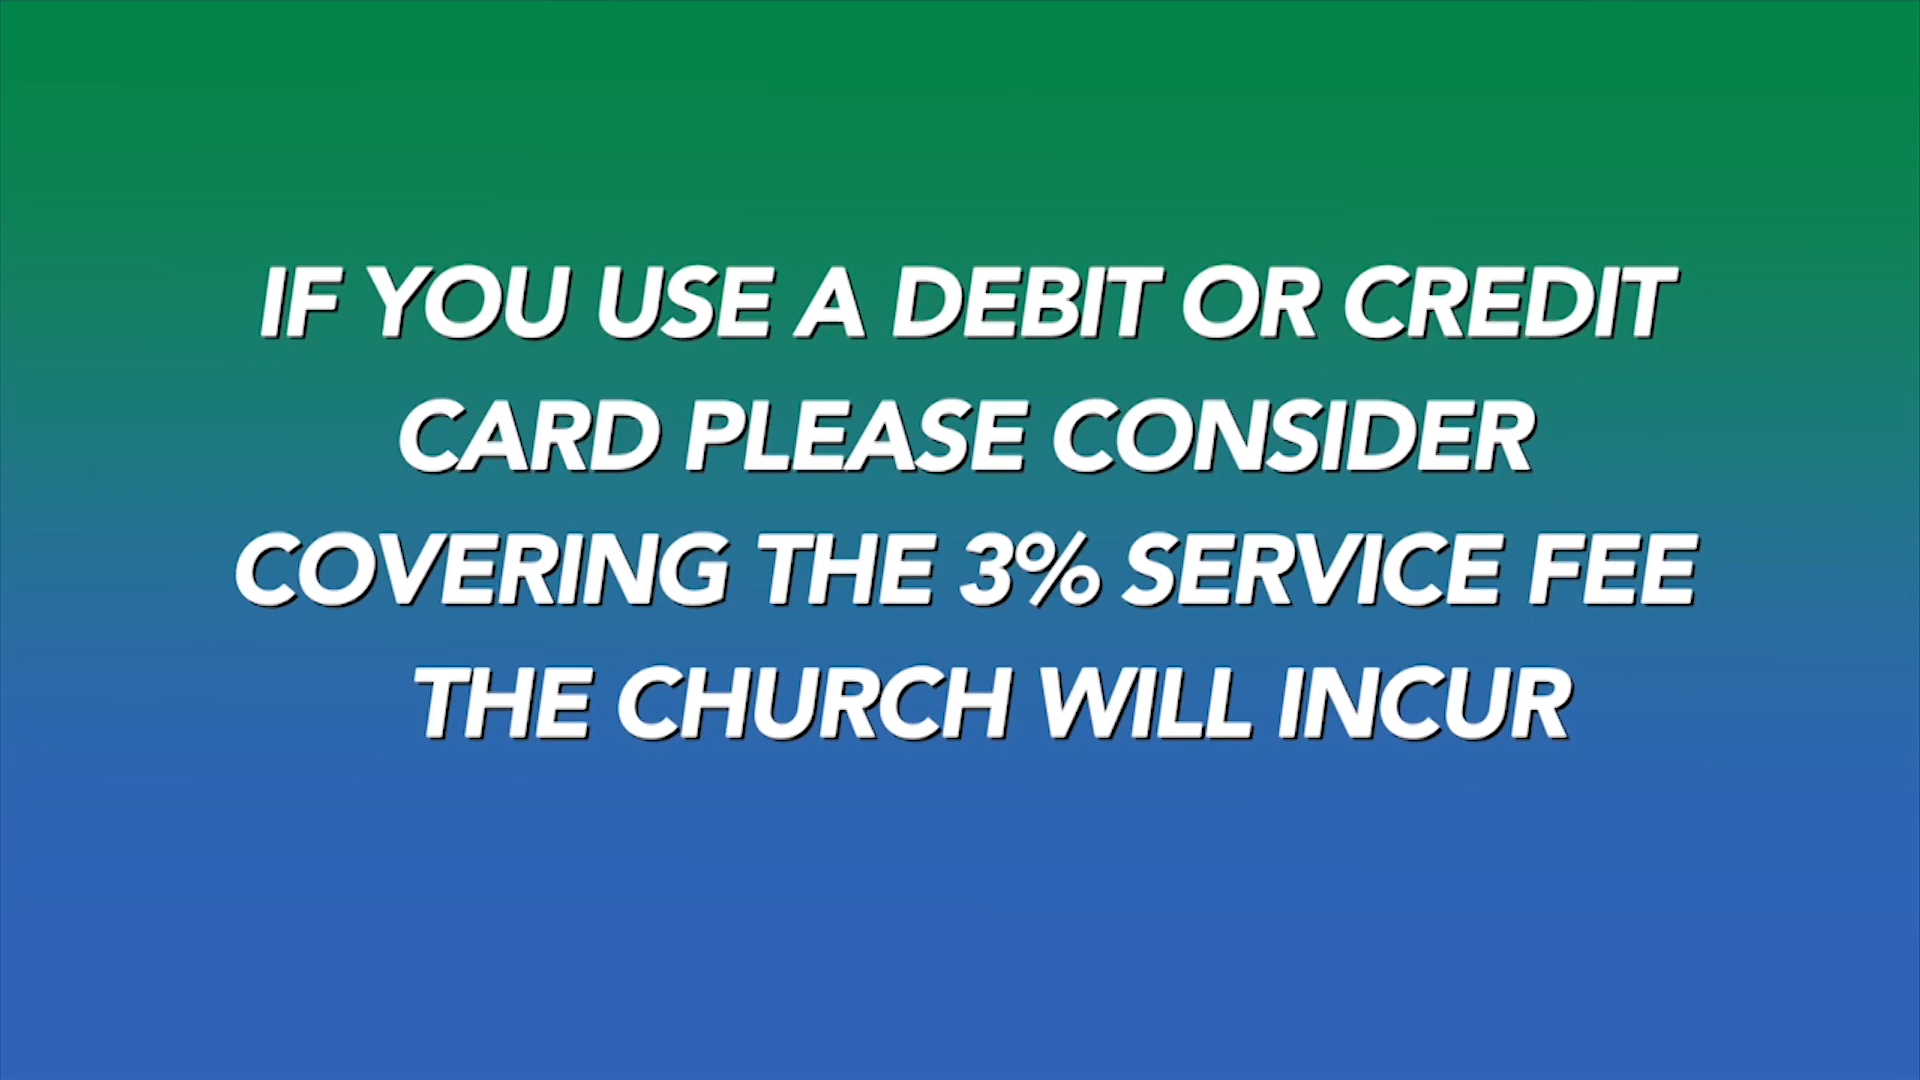 IF YOU USE A DEBIT OR CREDIT
CARD PLEASE CONSIDER
COVERING THE 3% SERVICE FEE
THE CHURCH WILL INCUR